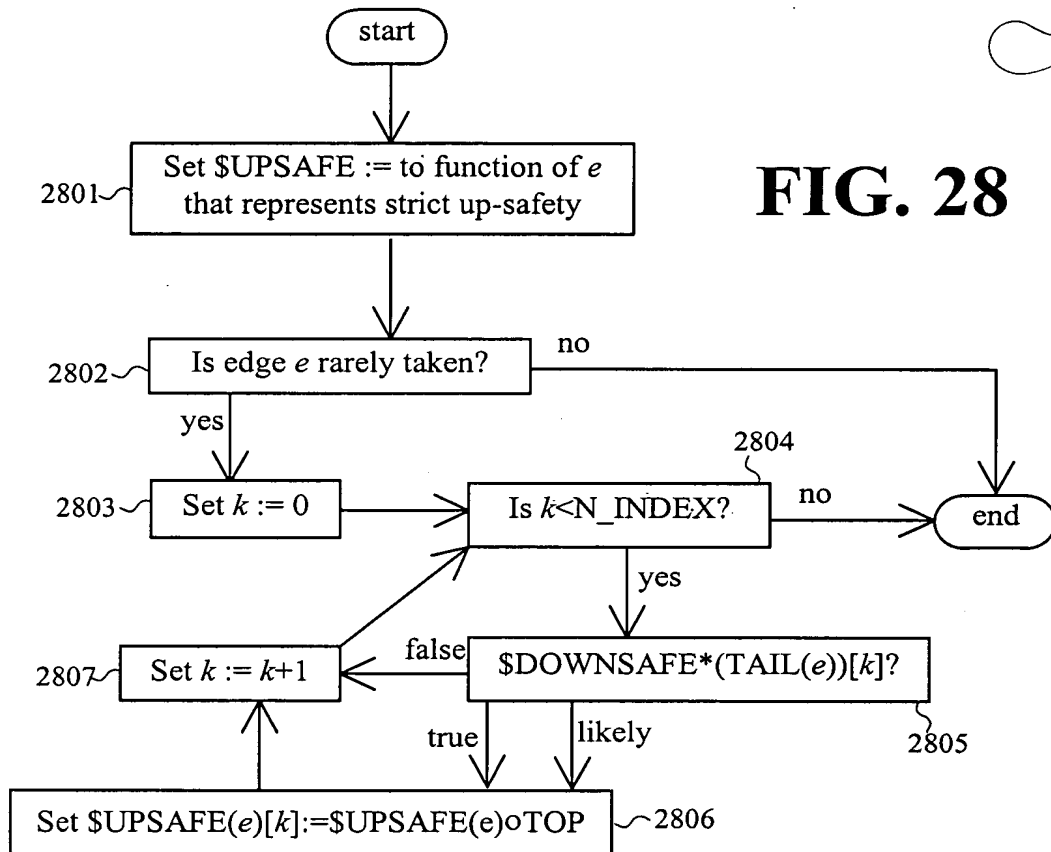 start
Set $UPSAFE := to function of e
that represents strict up-safety
2801
FIG. 28
Is edge e rarely taken?
no
2802
yes
2804
Set k := 0
2803
Is k<N_INDEX?
no
end
yes
Set k := k+1
2807
false
$DOWNSAFE*(TAIL(e))[k]?
true
likely
2805
Set $UPSAFE(e)[k]:=$UPSAFE(e)oTOP
2806